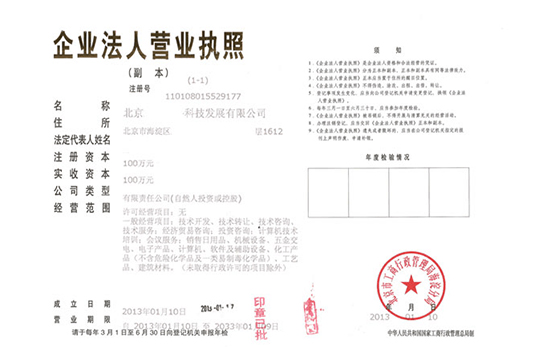 企业法人营业执照
（副 本）
(1-1)
注册号
110108015529177
名 称 北京 科技发展有限公司
住 所 北京市海淀区 层1612
法定代表人姓名
注册资本 100万元
实收资本 100万元
公司类型 有限责任公司(自然人投资或控股)
经营范围 许可经营项目：无
一般经营项目：技术开发、技术转让、技术咨询、
技术服务；经济贸易咨询；投资咨询；计算机技术
培训；会议服务；销售日用品、机械设备、五金交
电、电子产品、计算机、软件及辅助设备、化工产
品（不含危险化学品及一类易制毒化学品）、工艺
品、建筑材料。（未取得行政许可的项目除外）
成立日期 2013年01月10日
营业期限 自 2013年01月10日 至 2033年01月09日
请于每年3月1日至6月30日向登记机关申报年检
印章已批
须 知
1.《企业法人营业执照》是企业法人资格和合法经营的凭证。
2.《企业法人营业执照》分为正本和副本，正本和副本具有同等法律效力。
3.《企业法人营业执照》正本应当置于住所的醒目位置。
4.《企业法人营业执照》不得伪造、涂改、出租、出借、转让。
5. 登记事项发生变更，应当向公司登记机关申请变更登记，换领《企业
法人营业执照》。
6. 每年三月一日至六月三十日，应当参加年度检验。
7.《企业法人营业执照》被吊销后，不得开展与清算无关的经营活动。
8. 办理注销登记，应当交回《企业法人营业执照》正本和副本。
9.《企业法人营业执照》遗失或者毁坏的，应当在公司登记机关指定的报
刊上声明作废，申请补领。
年度检验情况
北京市工商行政管理局海淀分局
中华人民共和国国家工商行政管理总局制